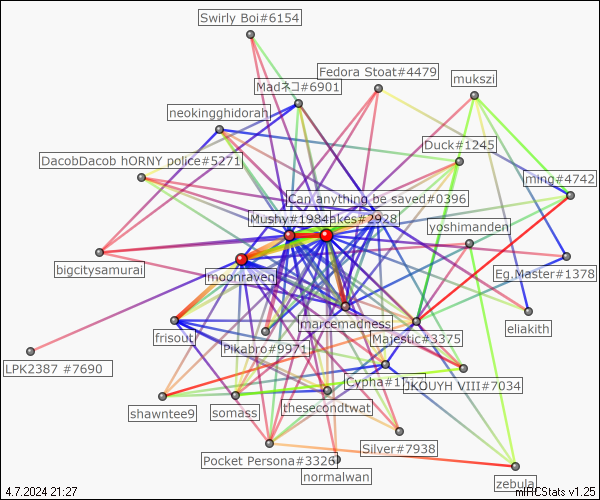 Swirly Boi#6154
Fedora Stoat#4479
mukszi
Madネコ#6901
neokingghidorah
Duck#1245
DacobDacob hORNY police#5271
ming#4742
Can anything be saved#0396
Mushy#1984akes#2928
yoshimanden
bigcitysamurai
moonraven
Eg.Master#1378
marcemadness
eliakith
frisout
Majestic#3375
Pikabro#9971
LPK2387 #7690
Cypha#1
JKOUYH VIII#7034
shawntee9
somass
thesecondtwat
Silver#7938
Pocket Persona#3326
normalwan
zebula
4.7.2024 21:27
mIRCStats v1.25